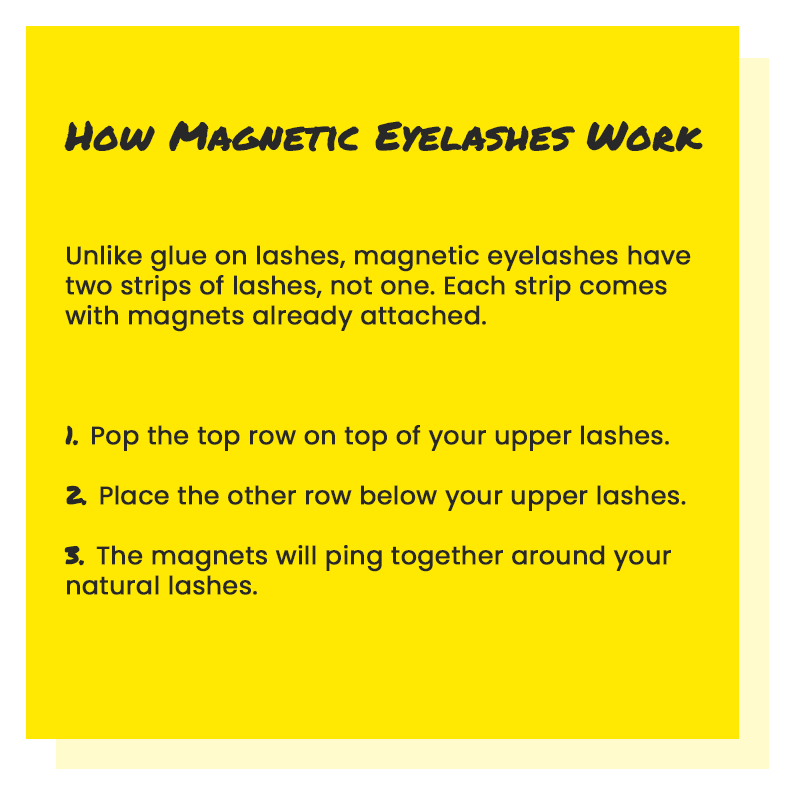 How Magnetic Eyelashes Work
Unlike glue on lashes, magnetic eyelashes have
two strips of lashes, not one. Each strip comes
with magnets already attached.
1. Pop the top row on top of your upper lashes.
2. Place the other row below your upper lashes.
3. The magnets will ping together around your
natural lashes.